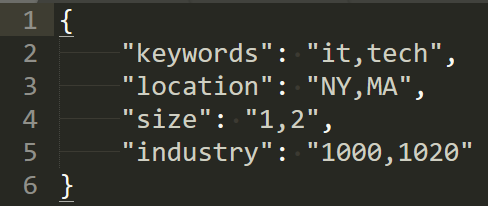 1 {
2 "keywords": "it,tech",
3 "location": "NY,MA",
4 "size": "1,2",
5 "industry": "1000,1020"
6 }